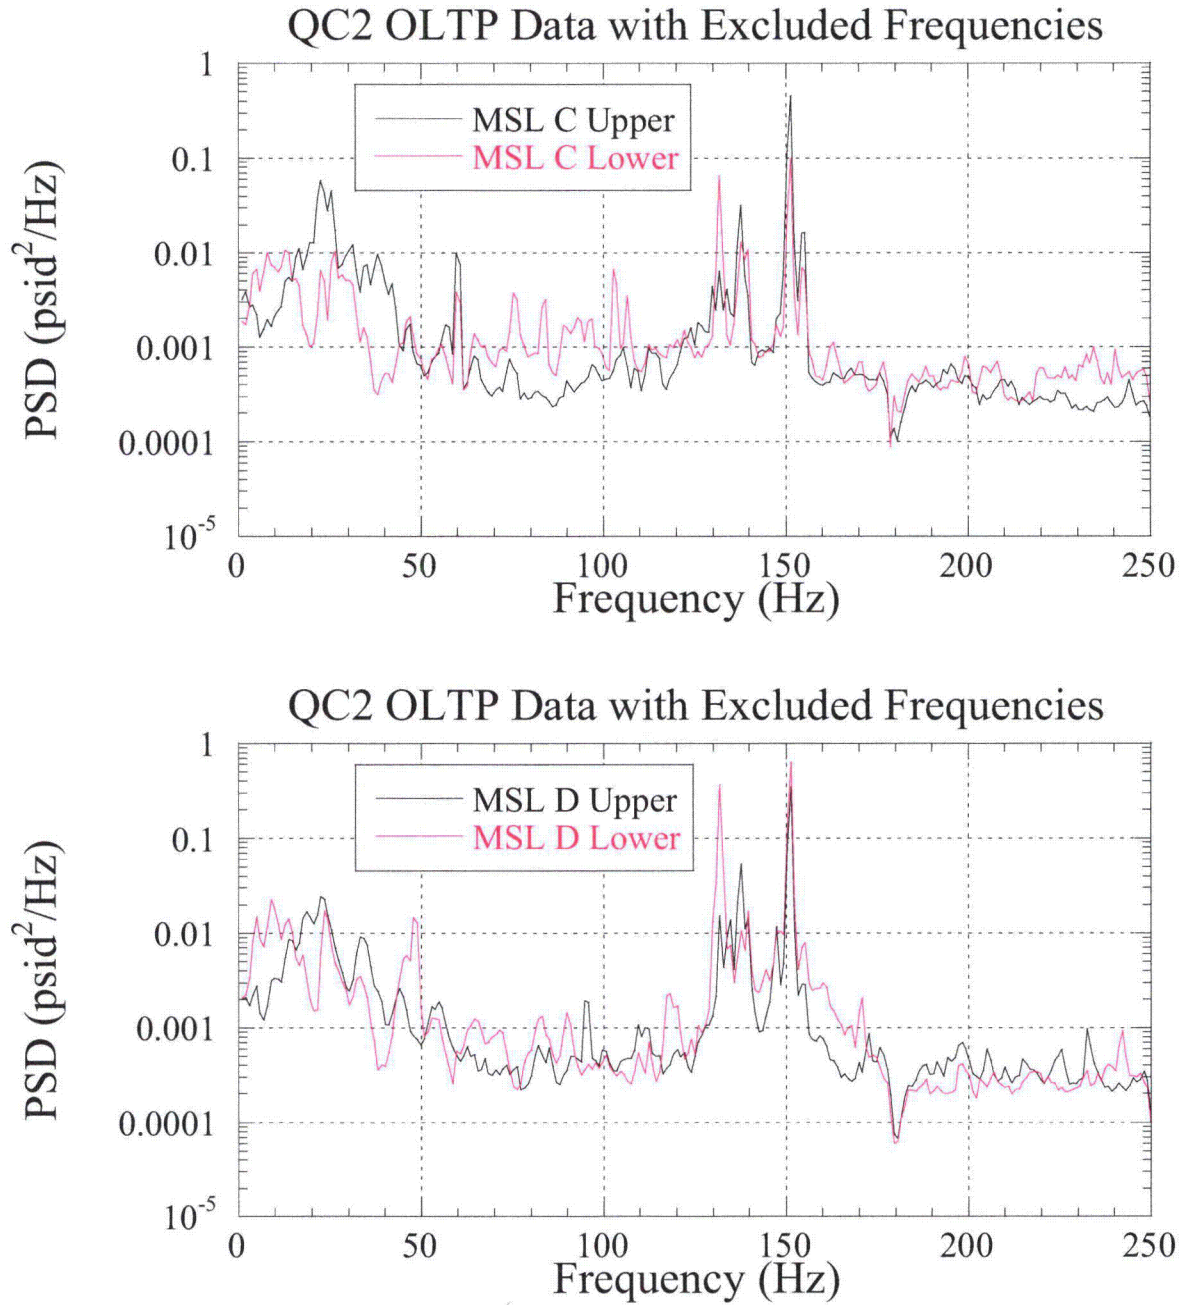 QC2 OLTP Data with Excluded Frequencies
MSL C Upper
MSL C Lower
PSD (psid²/Hz)
1
0.1
0.01
0.001
0.0001
10⁻⁵
0 50 100 150 200 250
Frequency (Hz)
QC2 OLTP Data with Excluded Frequencies
MSL D Upper
MSL D Lower
PSD (psid²/Hz)
1
0.1
0.01
0.001
0.0001
10⁻⁵
0 50 100 150 200 250
Frequency (Hz)